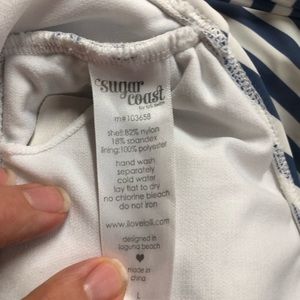 sugar
coast
by lolli swim
m#103658
shell:82% nylon
18% spandex
lining:100% polyester
hand wash
separately
cold water
lay flat to dry
no chlorine bleach
do not iron
www.ilovelolli.com
designed in
laguna beach
made in
china
L